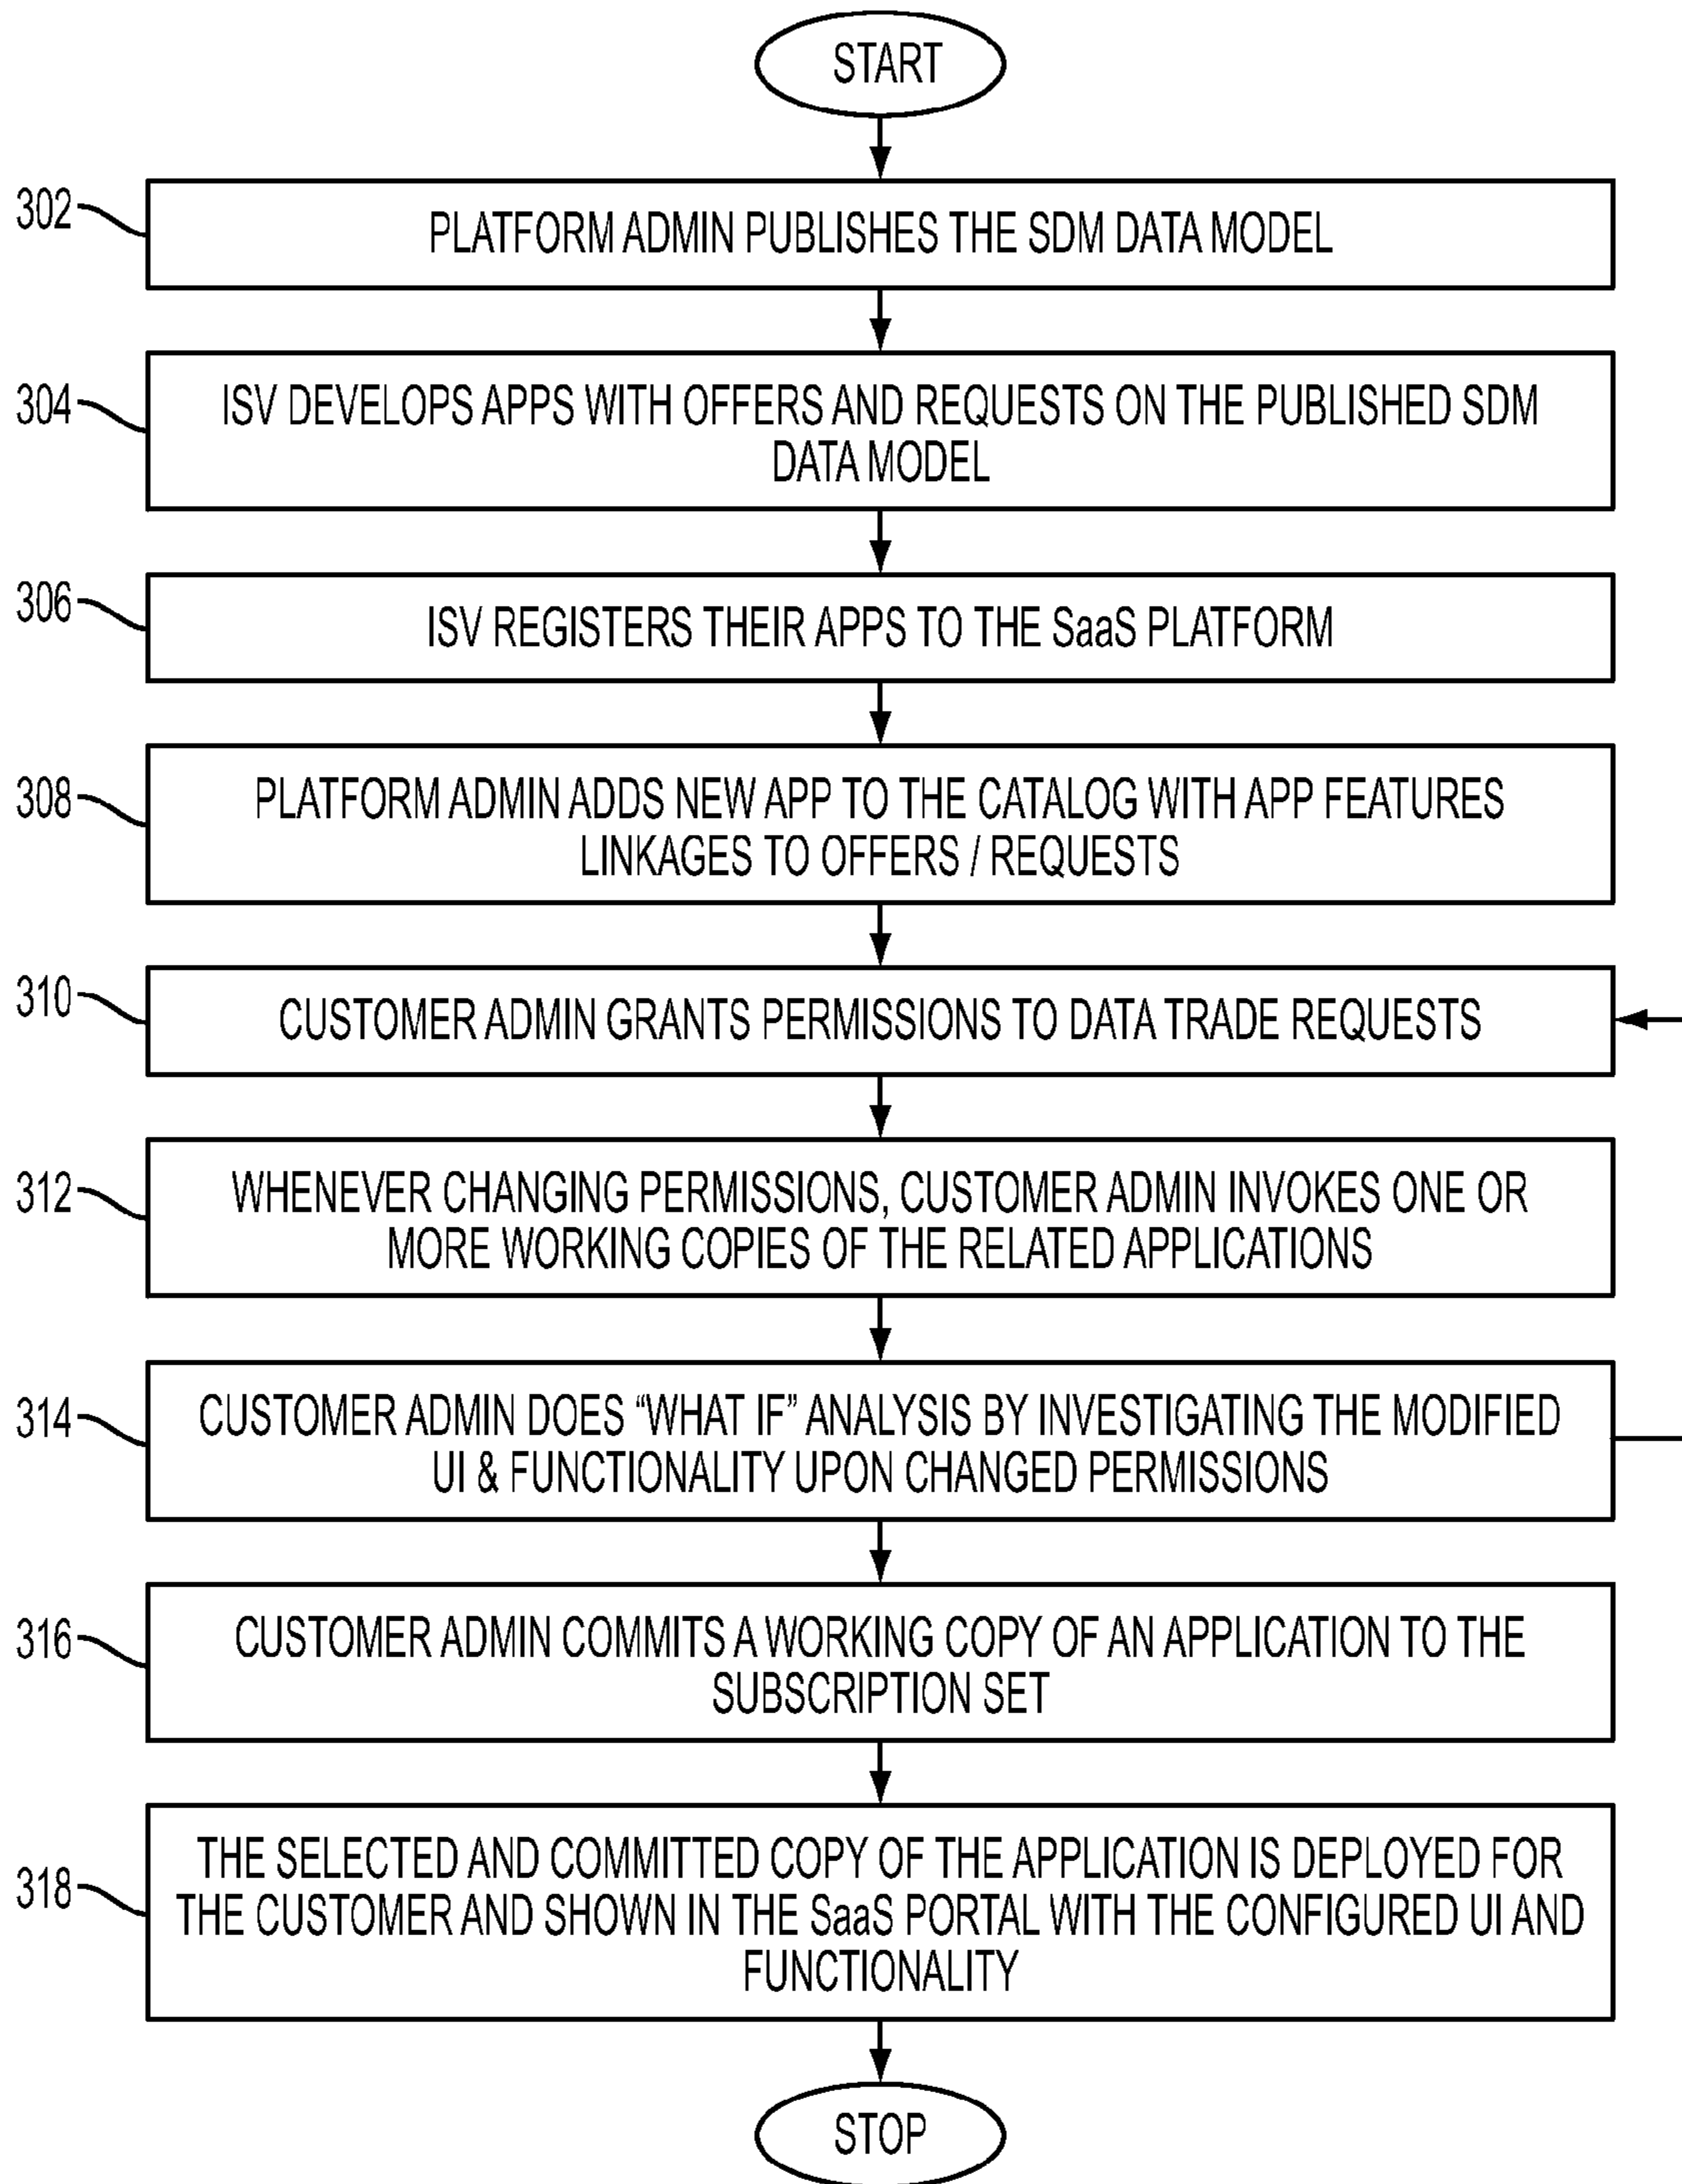 START
302
PLATFORM ADMIN PUBLISHES THE SDM DATA MODEL
304
ISV DEVELOPS APPS WITH OFFERS AND REQUESTS ON THE PUBLISHED SDM
DATA MODEL
306
ISV REGISTERS THEIR APPS TO THE SaaS PLATFORM
308
PLATFORM ADMIN ADDS NEW APP TO THE CATALOG WITH APP FEATURES
LINKAGES TO OFFERS / REQUESTS
310
CUSTOMER ADMIN GRANTS PERMISSIONS TO DATA TRADE REQUESTS
312
WHENEVER CHANGING PERMISSIONS, CUSTOMER ADMIN INVOKES ONE OR
MORE WORKING COPIES OF THE RELATED APPLICATIONS
314
CUSTOMER ADMIN DOES “WHAT IF” ANALYSIS BY INVESTIGATING THE MODIFIED
UI & FUNCTIONALITY UPON CHANGED PERMISSIONS
316
CUSTOMER ADMIN COMMITS A WORKING COPY OF AN APPLICATION TO THE
SUBSCRIPTION SET
318
THE SELECTED AND COMMITTED COPY OF THE APPLICATION IS DEPLOYED FOR
THE CUSTOMER AND SHOWN IN THE SaaS PORTAL WITH THE CONFIGURED UI AND
FUNCTIONALITY
STOP